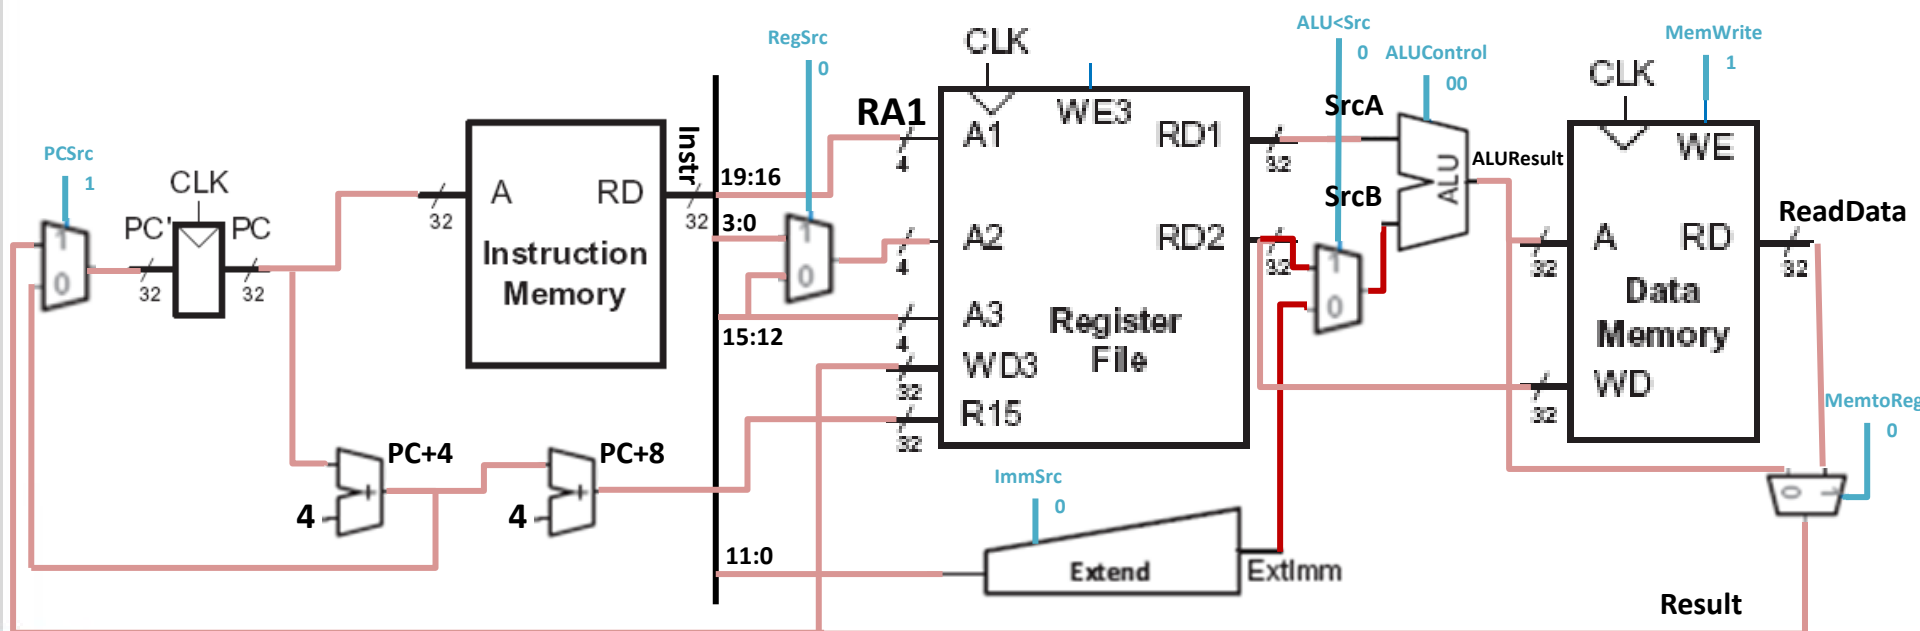 RegSrc
0
ALU<Src
0
ALUControl
00
MemWrite
1
CLK
CLK
RA1
A1
4
WE3
RD1
32
SrcA
ALU
ALUResult
WE
PCSrc
1
CLK
PC'
PC
32
32
1
0
A
RD
32
32
Instruction
Memory
Instr
19:16
3:0
15:12
11:0
1
0
A2
4
RD2
32
SrcB
1
0
A3
4
Register
File
WD3
32
R15
32
A
32
RD
32
ReadData
Data
Memory
WD
32
MemtoReg
0
0
1
PC+4
4
+
PC+8
4
+
ImmSrc
0
Extend
ExtImm
Result